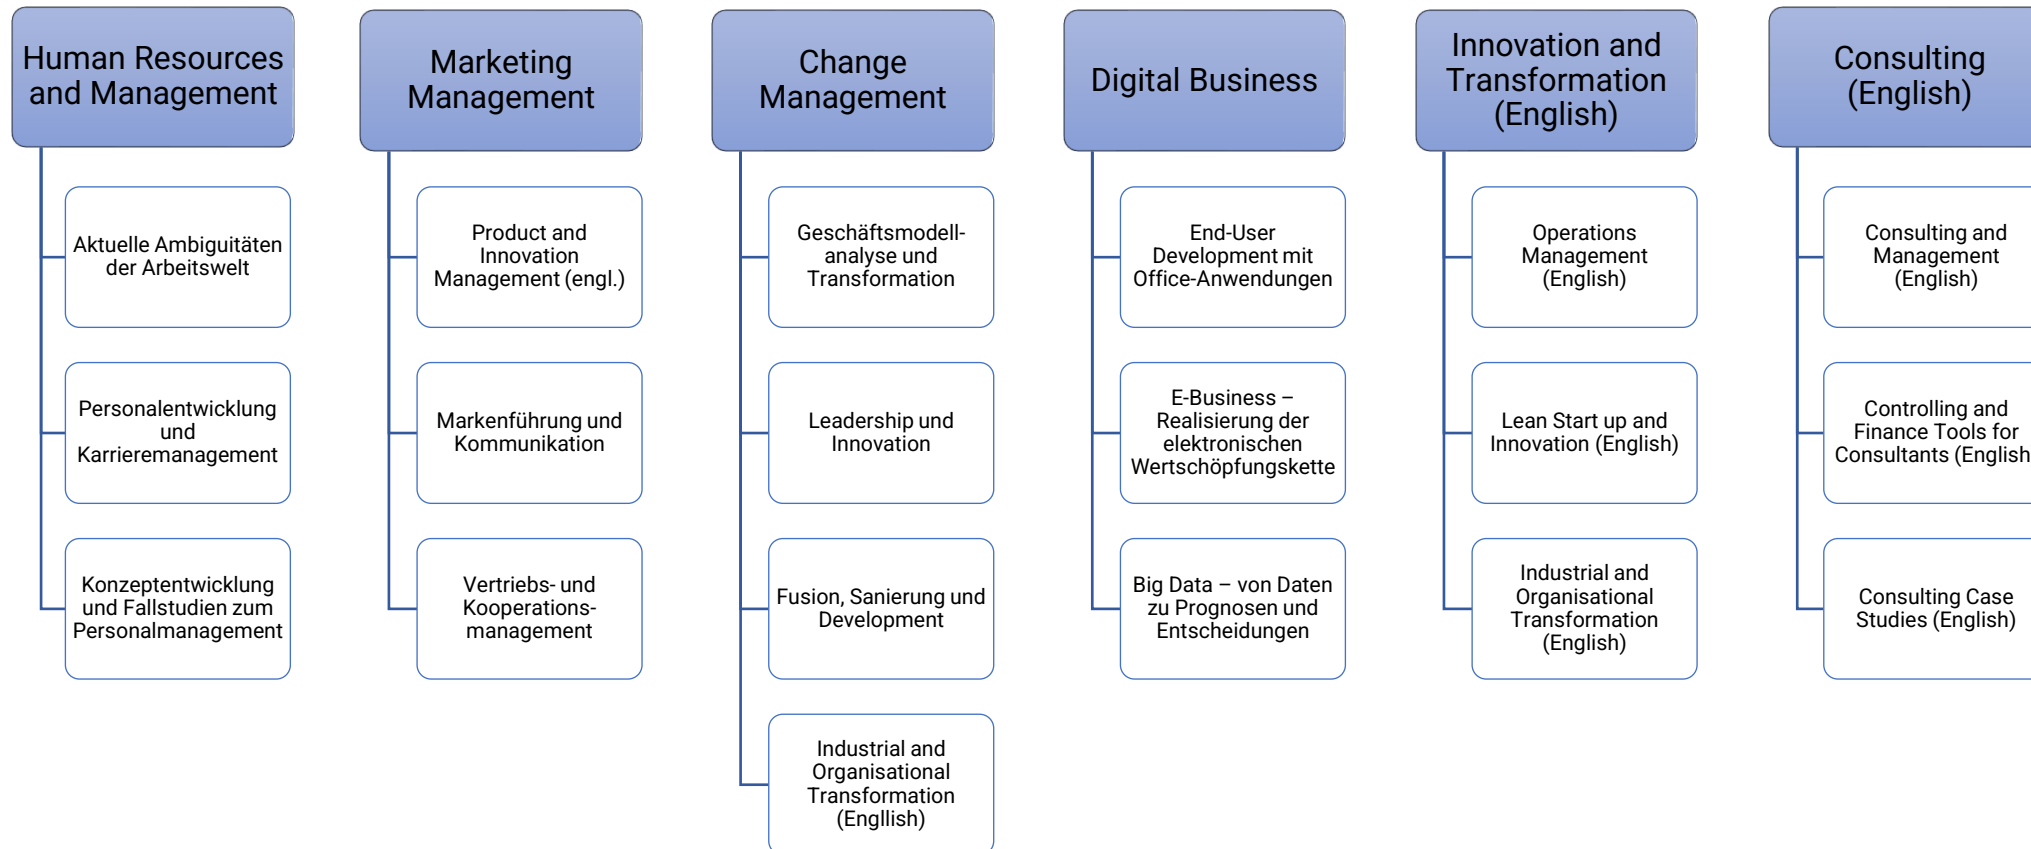 Human Resources
and Management
Aktuelle Ambiguitäten
der Arbeitswelt
Personalentwicklung
und
Karrieremanagement
Konzeptentwicklung
und Fallstudien zum
Personalmanagement
Marketing
Management
Product and
Innovation
Management (engl.)
Markenführung und
Kommunikation
Vertriebs- und
Kooperations-
management
Change
Management
Geschäftsmodell-
analyse und
Transformation
Leadership und
Innovation
Fusion, Sanierung und
Development
Industrial and
Organisational
Transformation
(Engllish)
Digital Business
End-User
Development mit
Office-Anwendungen
E-Business –
Realisierung der
elektronischen
Wertschöpfungskette
Big Data – von Daten
zu Prognosen und
Entscheidungen
Innovation and
Transformation
(English)
Operations
Management
(English)
Lean Start up and
Innovation (English)
Industrial and
Organisational
Transformation
(English)
Consulting
(English)
Consulting and
Management
(English)
Controlling and
Finance Tools for
Consultants (English
Consulting Case
Studies (English)